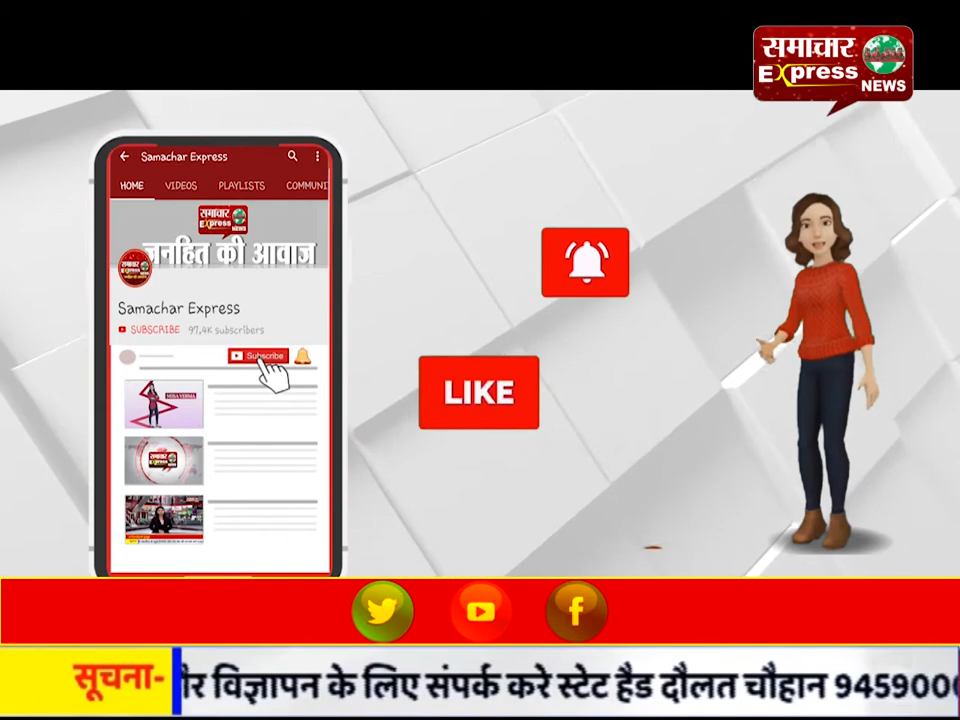 समाचार
Express
NEWS
Samachar Express
HOME VIDEOS PLAYLISTS COMMUNI
समाचार
Express
NEWS
जनहित की आवाज
Samachar Express
SUBSCRIBE 97.4K subscribers
Subscribe
LIKE
सूचना- ौर विज्ञापन के लिए संपर्क करे स्टेट हैड दौलत चौहान 945900